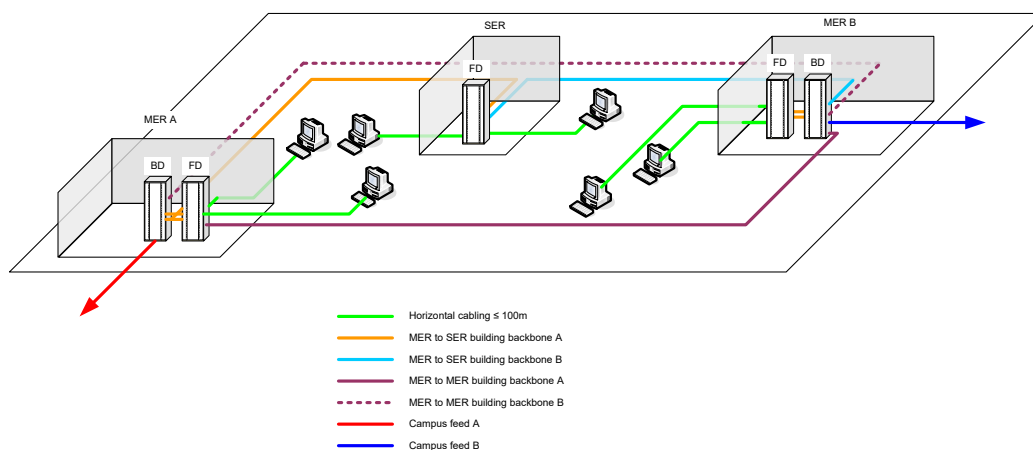 SER
MER B
FD
FD
BD
MER A
BD
FD
Horizontal cabling ≤ 100m
MER to SER building backbone A
MER to SER building backbone B
MER to MER building backbone A
MER to MER building backbone B
Campus feed A
Campus feed B